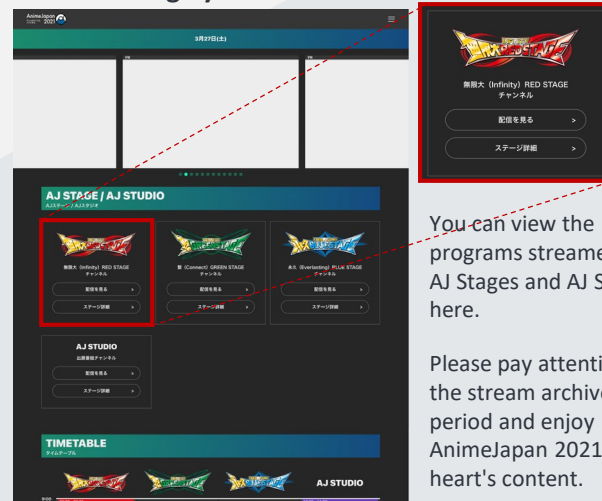 AnimeJapan
2021
3月27日(土)
AJ STAGE / AJ STUDIO
AJステージ / AJスタジオ
無限大 (Infinity) RED STAGE
チャンネル
配信を見る >
ステージ詳細 >
繋 (Connect) GREEN STAGE
チャンネル
配信を見る >
ステージ詳細 >
永久 (Everlasting) BLUE STAGE
チャンネル
配信を見る >
ステージ詳細 >
AJ STUDIO
出展番組チャンネル
配信を見る >
ステージ詳細 >
TIMETABLE
タイムテーブル
AJ STUDIO
9:00
無限大 (Infinity) RED STAGE
チャンネル
配信を見る >
ステージ詳細 >
You can view the
programs streame
AJ Stages and AJ S
here.
Please pay attenti
the stream archive
period and enjoy
AnimeJapan 2021
heart's content.